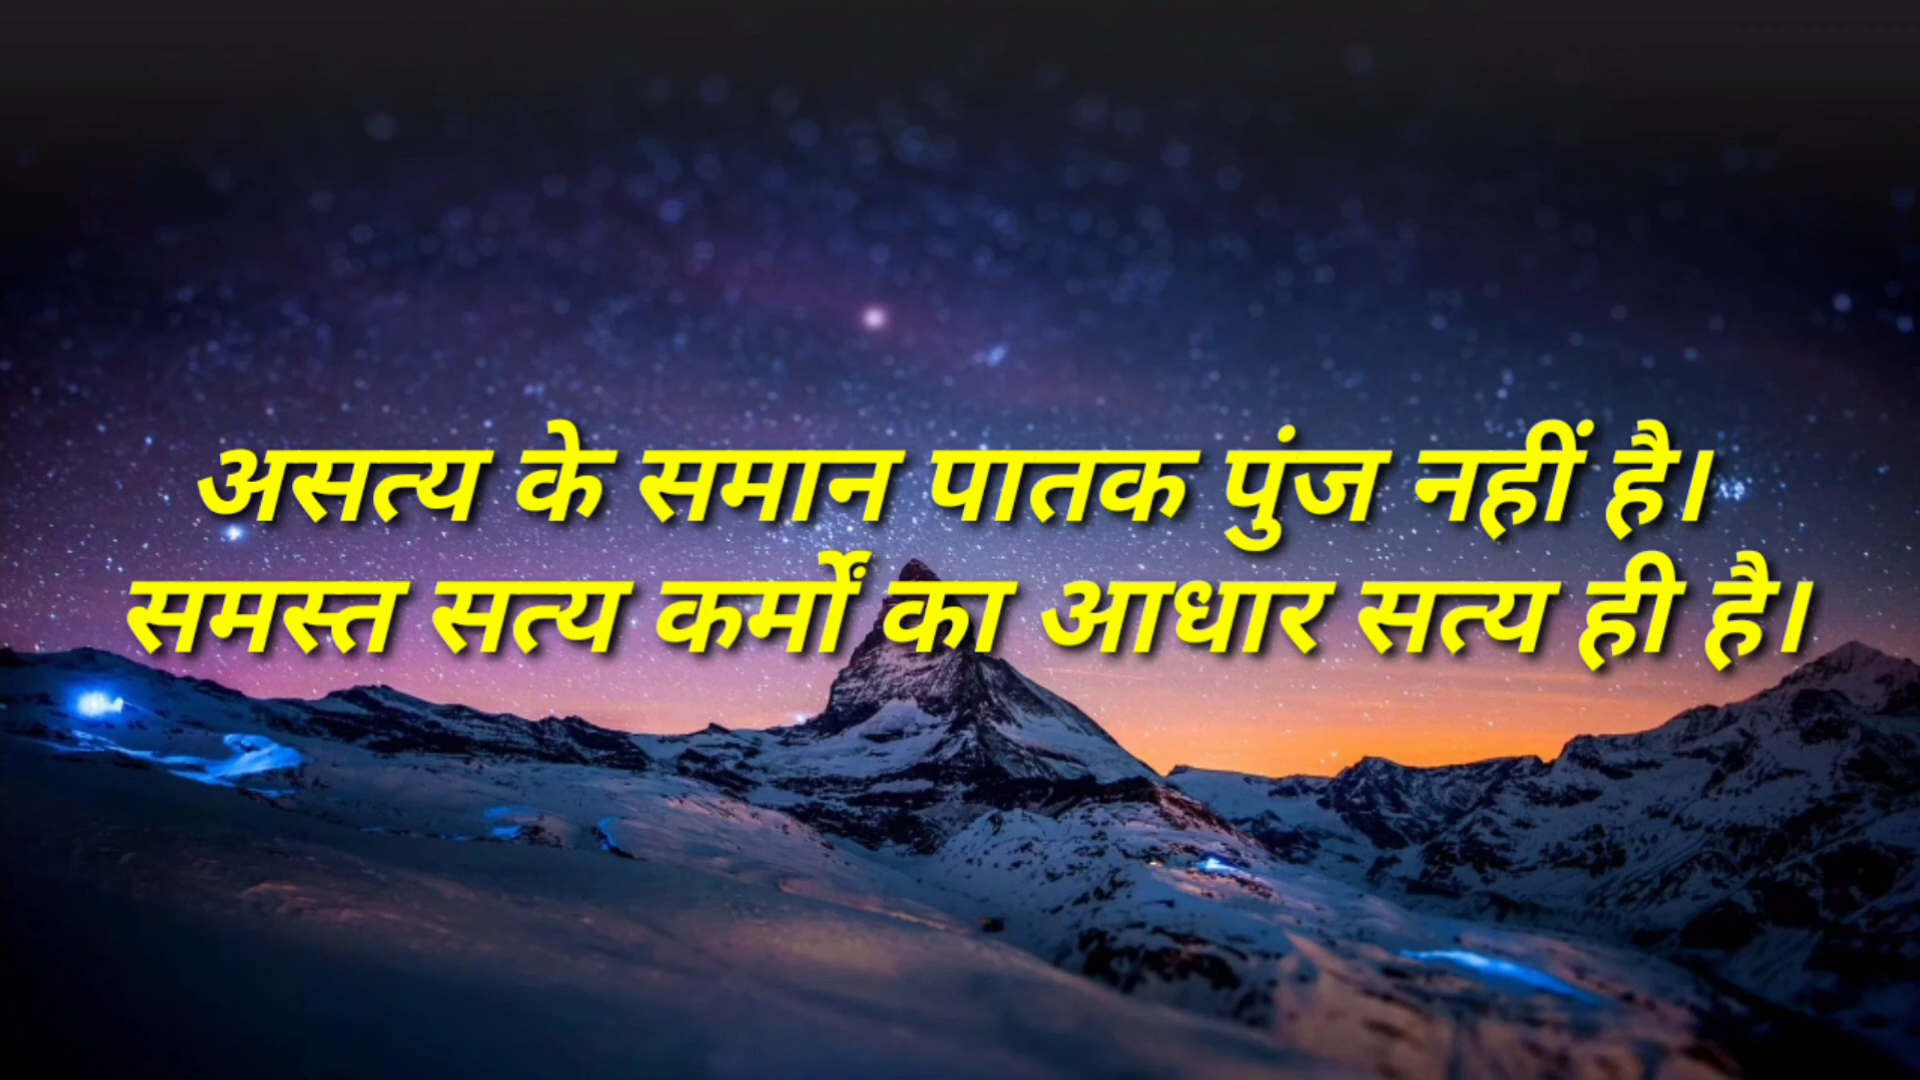 असत्य के समान पातक पुंज नहीं है।
समस्त सत्य कर्मों का आधार सत्य ही है।